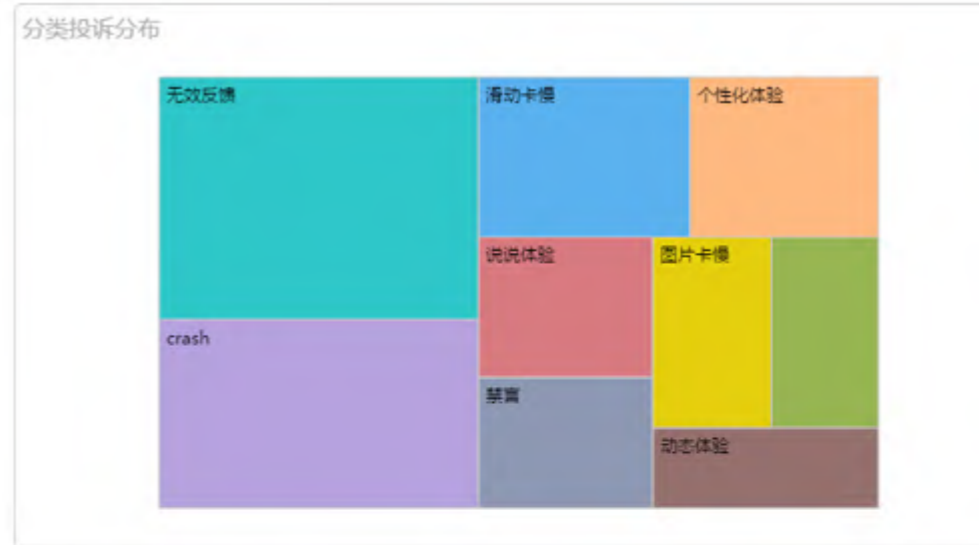 分类投诉分布
无效反馈
滑动卡慢
个性化体验
说说体验
图片卡慢
crash
禁言
动态体验